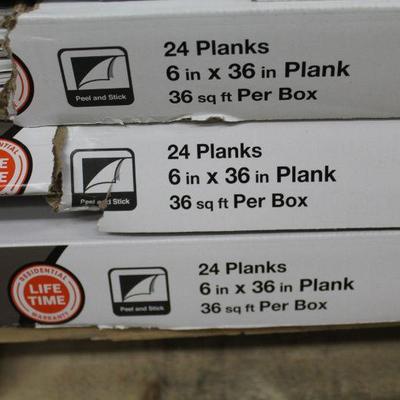 24 Planks
6 in x 36 in Plank
36 sq ft Per Box
Peel and Stick
24 Planks
6 in x 36 in Plank
36 sq ft Per Box
Peel and Stick
24 Planks
6 in x 36 in Plank
36 sq ft Per Box
RESIDENTIAL
LIFE
TIME
WARRANTY
Peel and Stick